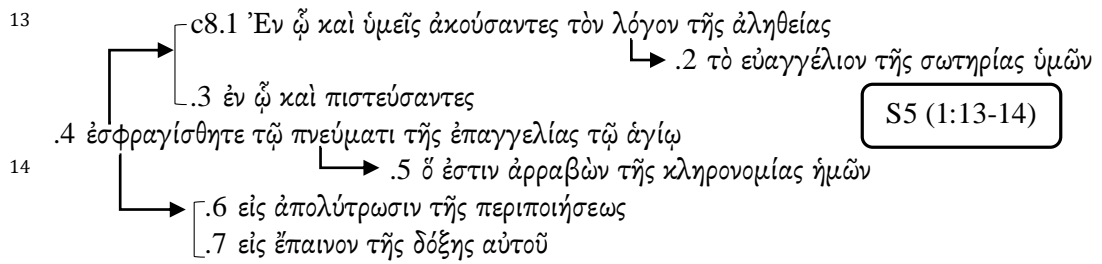 13 c8.1 Ἐν ᾧ καὶ ὑμεῖς ἀκούσαντες τὸν λόγον τῆς ἀληθείας
.2 τὸ εὐαγγέλιον τῆς σωτηρίας ὑμῶν
.3 ἐν ᾧ καὶ πιστεύσαντες
S5 (1:13-14)
.4 ἐσφραγίσθητε τῷ πνεύματι τῆς ἐπαγγελίας τῷ ἁγίῳ
14 .5 ὅ ἐστιν ἀρραβὼν τῆς κληρονομίας ἡμῶν
.6 εἰς ἀπολύτρωσιν τῆς περιποιήσεως
.7 εἰς ἔπαινον τῆς δόξης αὐτοῦ